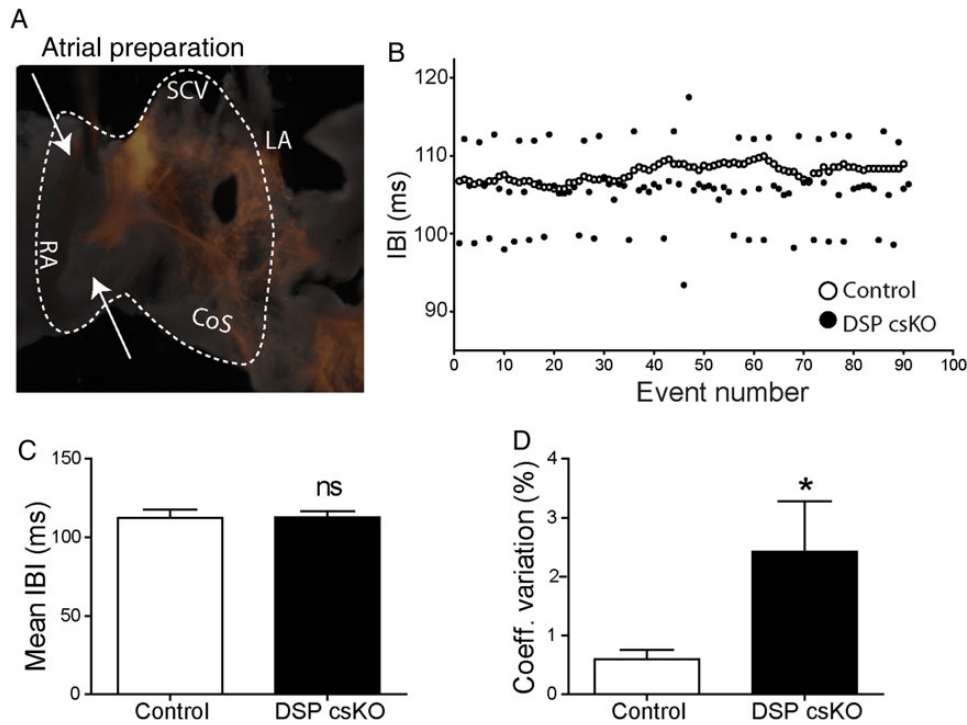 A
Atrial preparation
SCV
LA
RA
CoS
B
IBI (ms)
120
110
100
90
0 10 20 30 40 50 60 70 80 90 100
Event number
Control
DSP csKO
C
Mean IBI (ms)
150
100
50
0
ns
Control DSP csKO
D
Coeff. variation (%)
4
3
2
1
0
*
Control DSP csKO